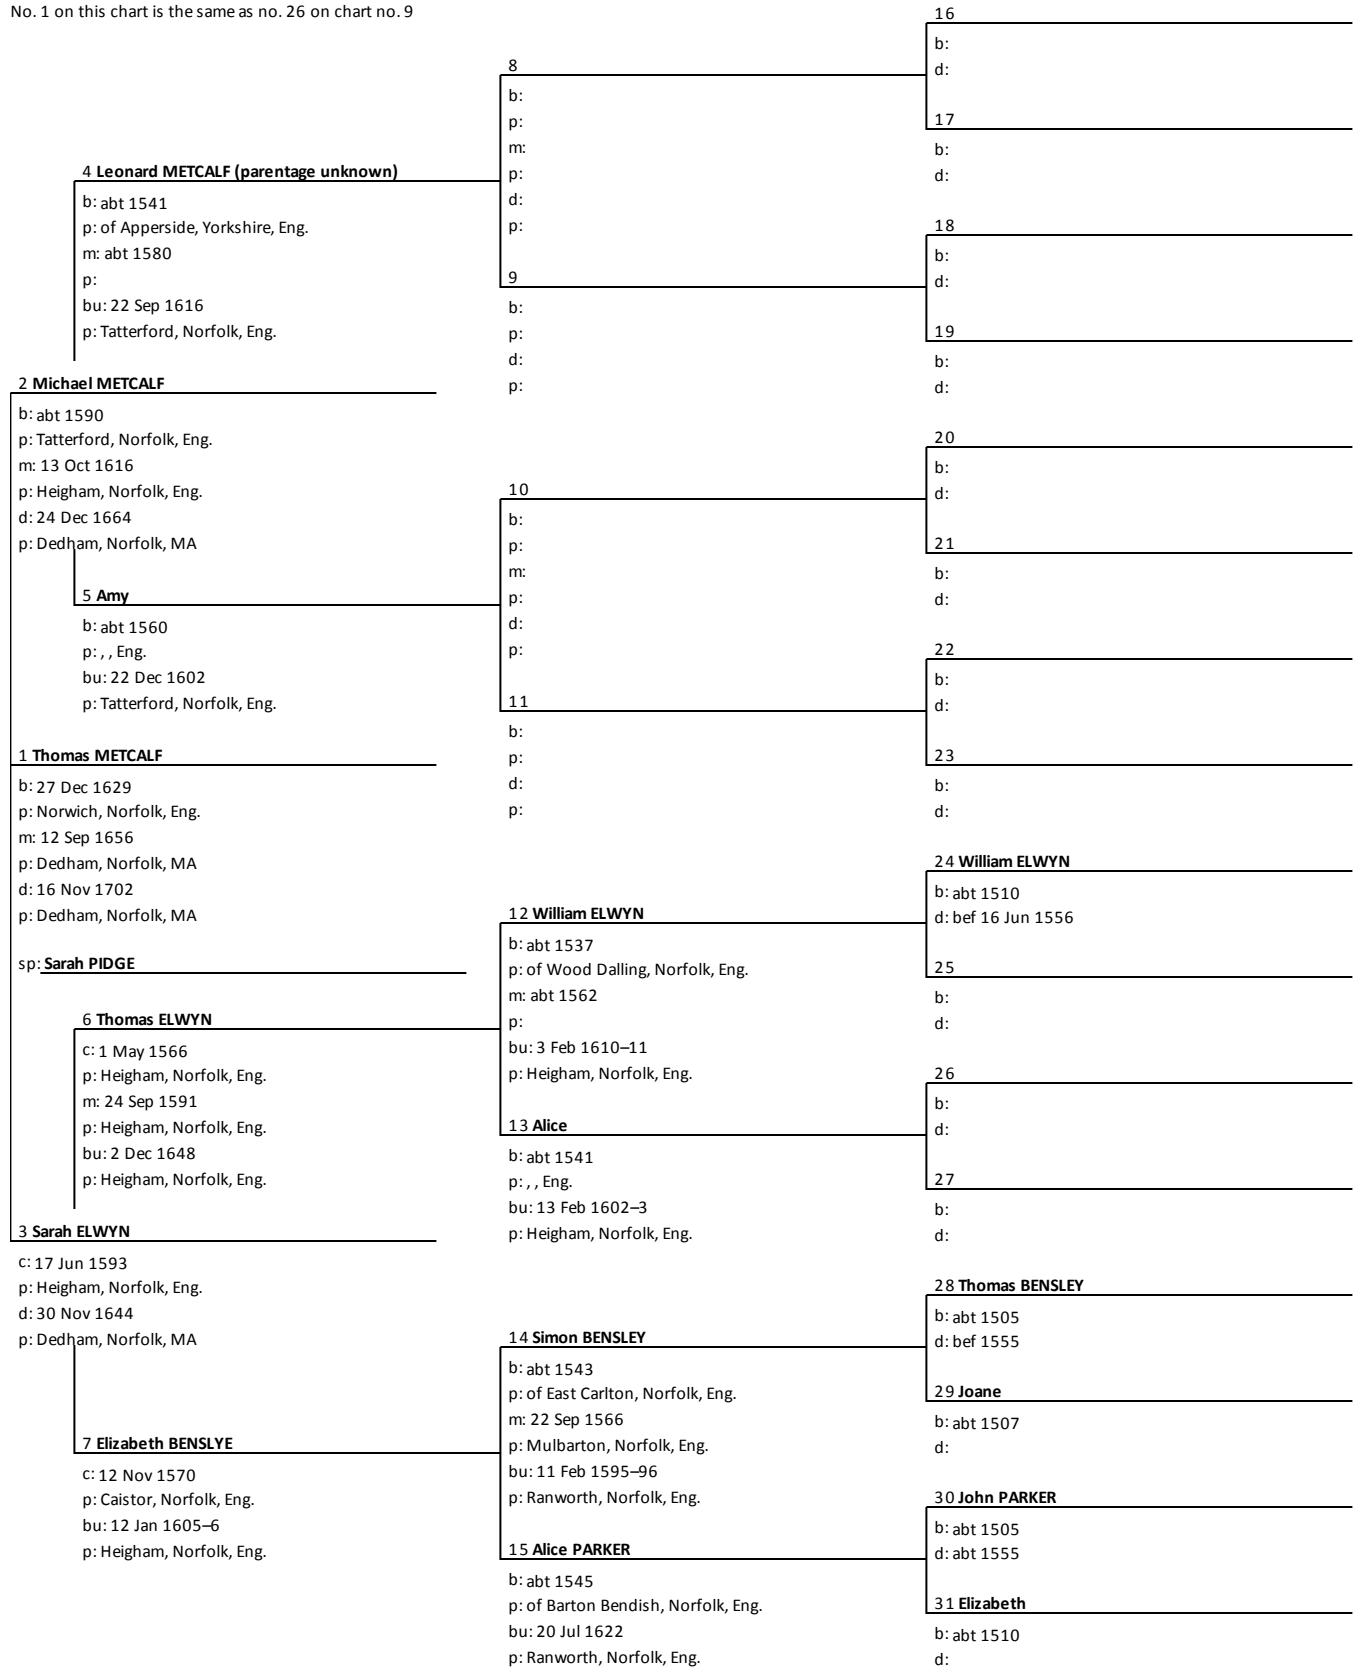 No. 1 on this chart is the same as no. 26 on chart no. 9
16
b:
d:
8
b:
p:
m:
p:
d:
p:
17
b:
d:
4 Leonard METCALF (parentage unknown)
b: abt 1541
p: of Apperside, Yorkshire, Eng.
m: abt 1580
p:
bu: 22 Sep 1616
p: Tatterford, Norfolk, Eng.
18
b:
d:
9
b:
p:
d:
p:
19
b:
d:
2 Michael METCALF
b: abt 1590
p: Tatterford, Norfolk, Eng.
m: 13 Oct 1616
p: Heigham, Norfolk, Eng.
d: 24 Dec 1664
p: Dedham, Norfolk, MA
20
b:
d:
10
b:
p:
m:
p:
d:
p:
21
b:
d:
5 Amy
b: abt 1560
p: , , Eng.
bu: 22 Dec 1602
p: Tatterford, Norfolk, Eng.
22
b:
d:
11
b:
p:
d:
p:
23
b:
d:
1 Thomas METCALF
b: 27 Dec 1629
p: Norwich, Norfolk, Eng.
m: 12 Sep 1656
p: Dedham, Norfolk, MA
d: 16 Nov 1702
p: Dedham, Norfolk, MA
sp: Sarah PIDGE
24 William ELWYN
b: abt 1510
d: bef 16 Jun 1556
12 William ELWYN
b: abt 1537
p: of Wood Dalling, Norfolk, Eng.
m: abt 1562
p:
bu: 3 Feb 1610–11
p: Heigham, Norfolk, Eng.
25
b:
d:
6 Thomas ELWYN
c: 1 May 1566
p: Heigham, Norfolk, Eng.
m: 24 Sep 1591
p: Heigham, Norfolk, Eng.
bu: 2 Dec 1648
p: Heigham, Norfolk, Eng.
26
b:
d:
13 Alice
b: abt 1541
p: , , Eng.
bu: 13 Feb 1602–3
p: Heigham, Norfolk, Eng.
27
b:
d:
3 Sarah ELWYN
c: 17 Jun 1593
p: Heigham, Norfolk, Eng.
d: 30 Nov 1644
p: Dedham, Norfolk, MA
28 Thomas BENSLEY
b: abt 1505
d: bef 1555
14 Simon BENSLEY
b: abt 1543
p: of East Carlton, Norfolk, Eng.
m: 22 Sep 1566
p: Mulbarton, Norfolk, Eng.
bu: 11 Feb 1595–96
p: Ranworth, Norfolk, Eng.
29 Joane
b: abt 1507
d:
7 Elizabeth BENSLYE
c: 12 Nov 1570
p: Caistor, Norfolk, Eng.
bu: 12 Jan 1605–6
p: Heigham, Norfolk, Eng.
30 John PARKER
b: abt 1505
d: abt 1555
15 Alice PARKER
b: abt 1545
p: of Barton Bendish, Norfolk, Eng.
bu: 20 Jul 1622
p: Ranworth, Norfolk, Eng.
31 Elizabeth
b: abt 1510
d: